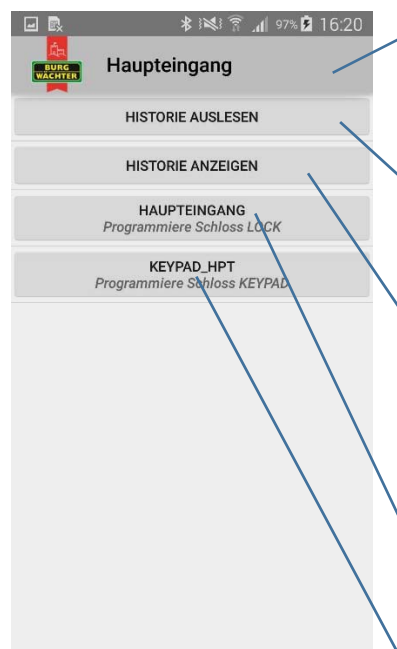 97% 16:20
BURG
WÄCHTER
Haupteingang
HISTORIE AUSLESEN
HISTORIE ANZEIGEN
HAUPTEINGANG
Programmiere Schloss LOCK
KEYPAD_HPT
Programmiere Schloss KEYPAD